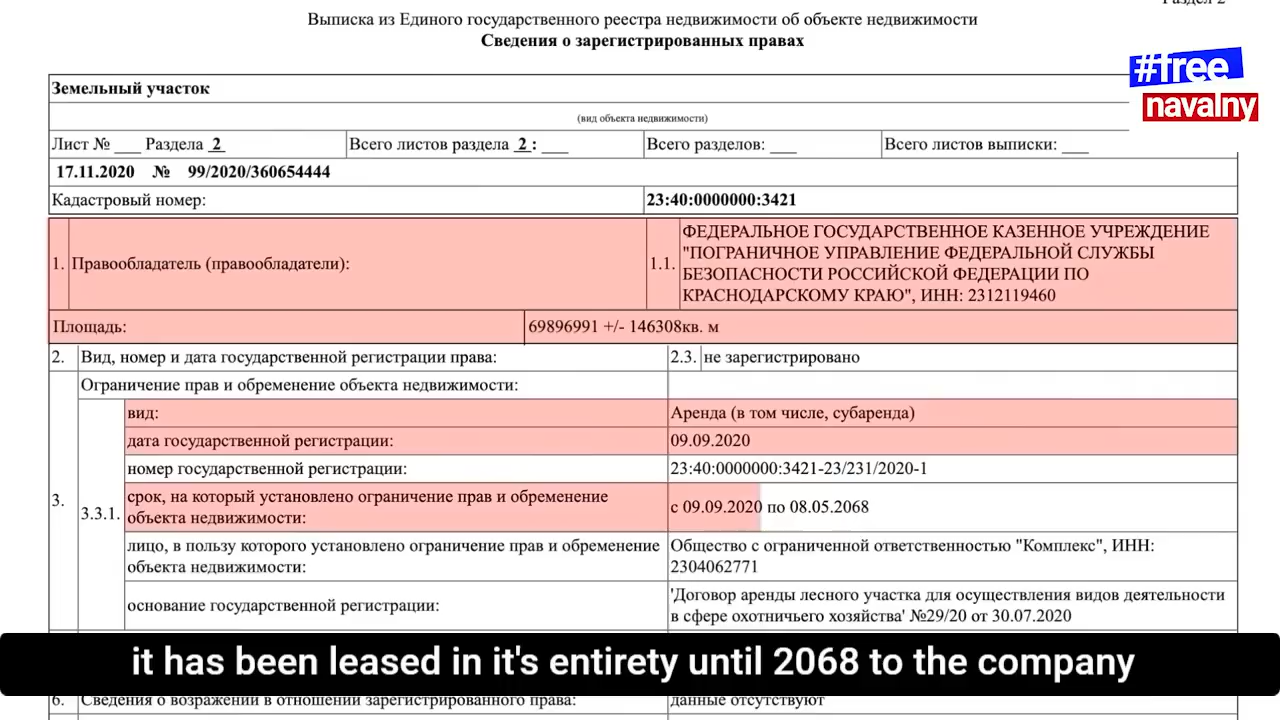 Раздел 2
Выписка из Единого государственного реестра недвижимости об объекте недвижимости
Сведения о зарегистрированных правах
#free
navalny
Земельный участок
(вид объекта недвижимости)
Лист № ___ Раздела 2 Всего листов раздела 2 : ___ Всего разделов: ___ Всего листов выписки: ___
17.11.2020 № 99/2020/360654444
Кадастровый номер: 23:40:0000000:3421
1. Правообладатель (правообладатели): 1.1. ФЕДЕРАЛЬНОЕ ГОСУДАРСТВЕННОЕ КАЗЕННОЕ УЧРЕЖДЕНИЕ
"ПОГРАНИЧНОЕ УПРАВЛЕНИЕ ФЕДЕРАЛЬНОЙ СЛУЖБЫ
БЕЗОПАСНОСТИ РОССИЙСКОЙ ФЕДЕРАЦИИ ПО
КРАСНОДАРСКОМУ КРАЮ", ИНН: 2312119460
Площадь: 69896991 +/- 146308кв. м
2. Вид, номер и дата государственной регистрации права: 2.3. не зарегистрировано
3. Ограничение прав и обременение объекта недвижимости:
3.3.1. вид: Аренда (в том числе, субаренда)
дата государственной регистрации: 09.09.2020
номер государственной регистрации: 23:40:0000000:3421-23/231/2020-1
срок, на который установлено ограничение прав и обременение
объекта недвижимости: с 09.09.2020 по 08.05.2068
лицо, в пользу которого установлено ограничение прав и обременение
объекта недвижимости: Общество с ограниченной ответственностью "Комплекс", ИНН:
2304062771
основание государственной регистрации: 'Договор аренды лесного участка для осуществления видов деятельности
в сфере охотничьего хозяйства' №29/20 от 30.07.2020
it has been leased in it's entirety until 2068 to the company
6. Сведения о возражении в отношении зарегистрированного права: данные отсутствуют